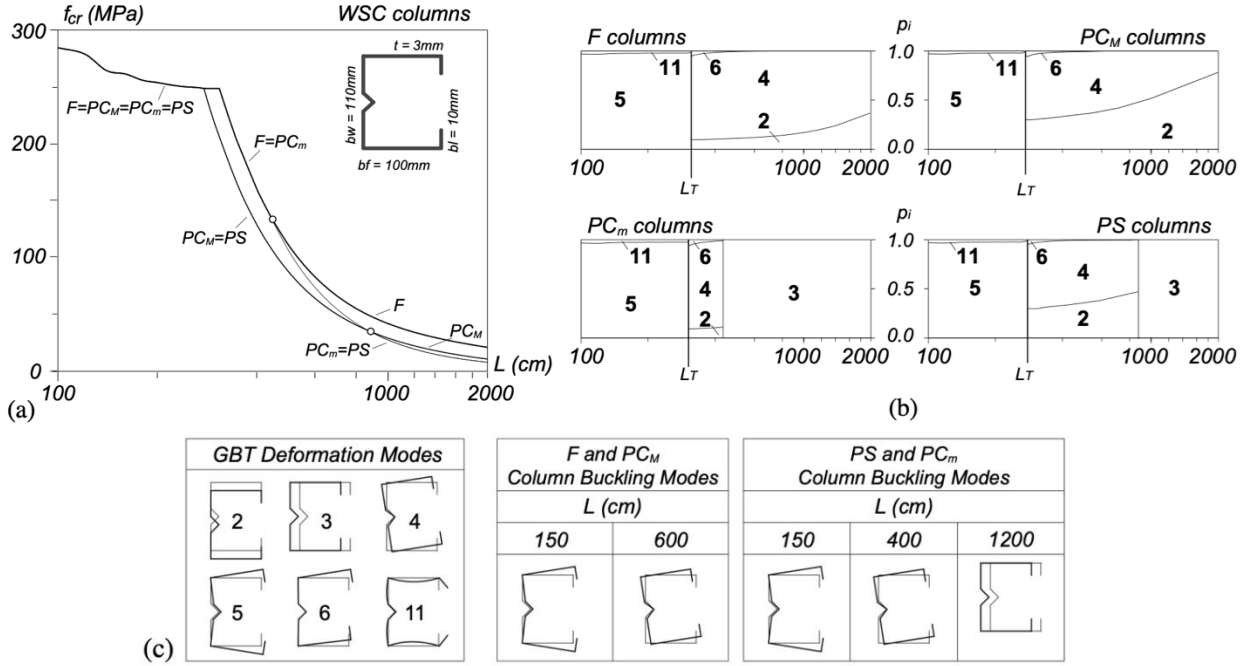 f_cr (MPa)
WSC columns
300
200
100
0
t = 3mm
bw = 110mm
bl = 10mm
bf = 100mm
F=PC_M=PC_m=PS
F=PC_m
PC_M=PS
F
PC_M
PC_m=PS
L (cm)
100
1000
2000
(a)
F columns
p_i
PC_M columns
11
6
4
5
2
1.0
0.5
0.0
11
6
4
5
2
100
L_T
1000
2000
100
L_T
1000
2000
PC_m columns
p_i
PS columns
11
6
4
5
2
3
1.0
0.5
0.0
11
6
4
5
2
3
100
L_T
1000
2000
100
L_T
1000
2000
(b)
GBT Deformation Modes
2
3
4
5
6
11
F and PC_M
Column Buckling Modes
L (cm)
150
600
PS and PC_m
Column Buckling Modes
L (cm)
150
400
1200
(c)